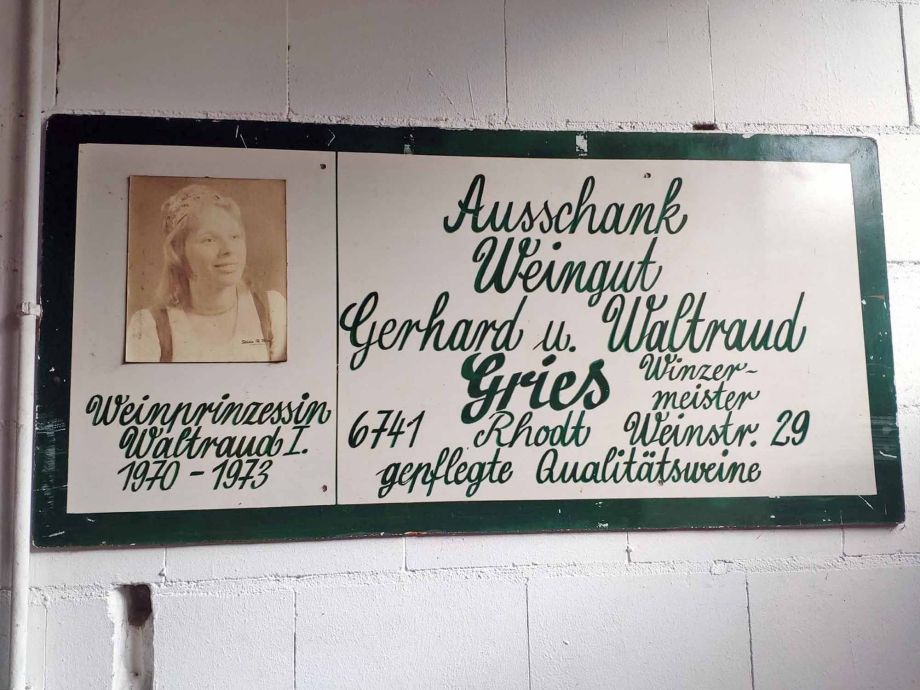 Weinprinzessin
Waltraud I.
1970 - 1973
Ausschank
Weingut
Gerhard u. Waltraud
Gries Winzer-
meister
6741 Rhodt Weinstr. 29
gepflegte Qualitätsweine